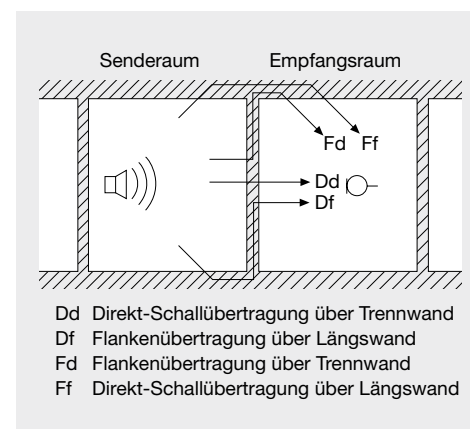 Senderaum Empfangsraum
Fd Ff
Dd
Df
Dd Direkt-Schallübertragung über Trennwand
Df Flankenübertragung über Längswand
Fd Flankenübertragung über Trennwand
Ff Direkt-Schallübertragung über Längswand